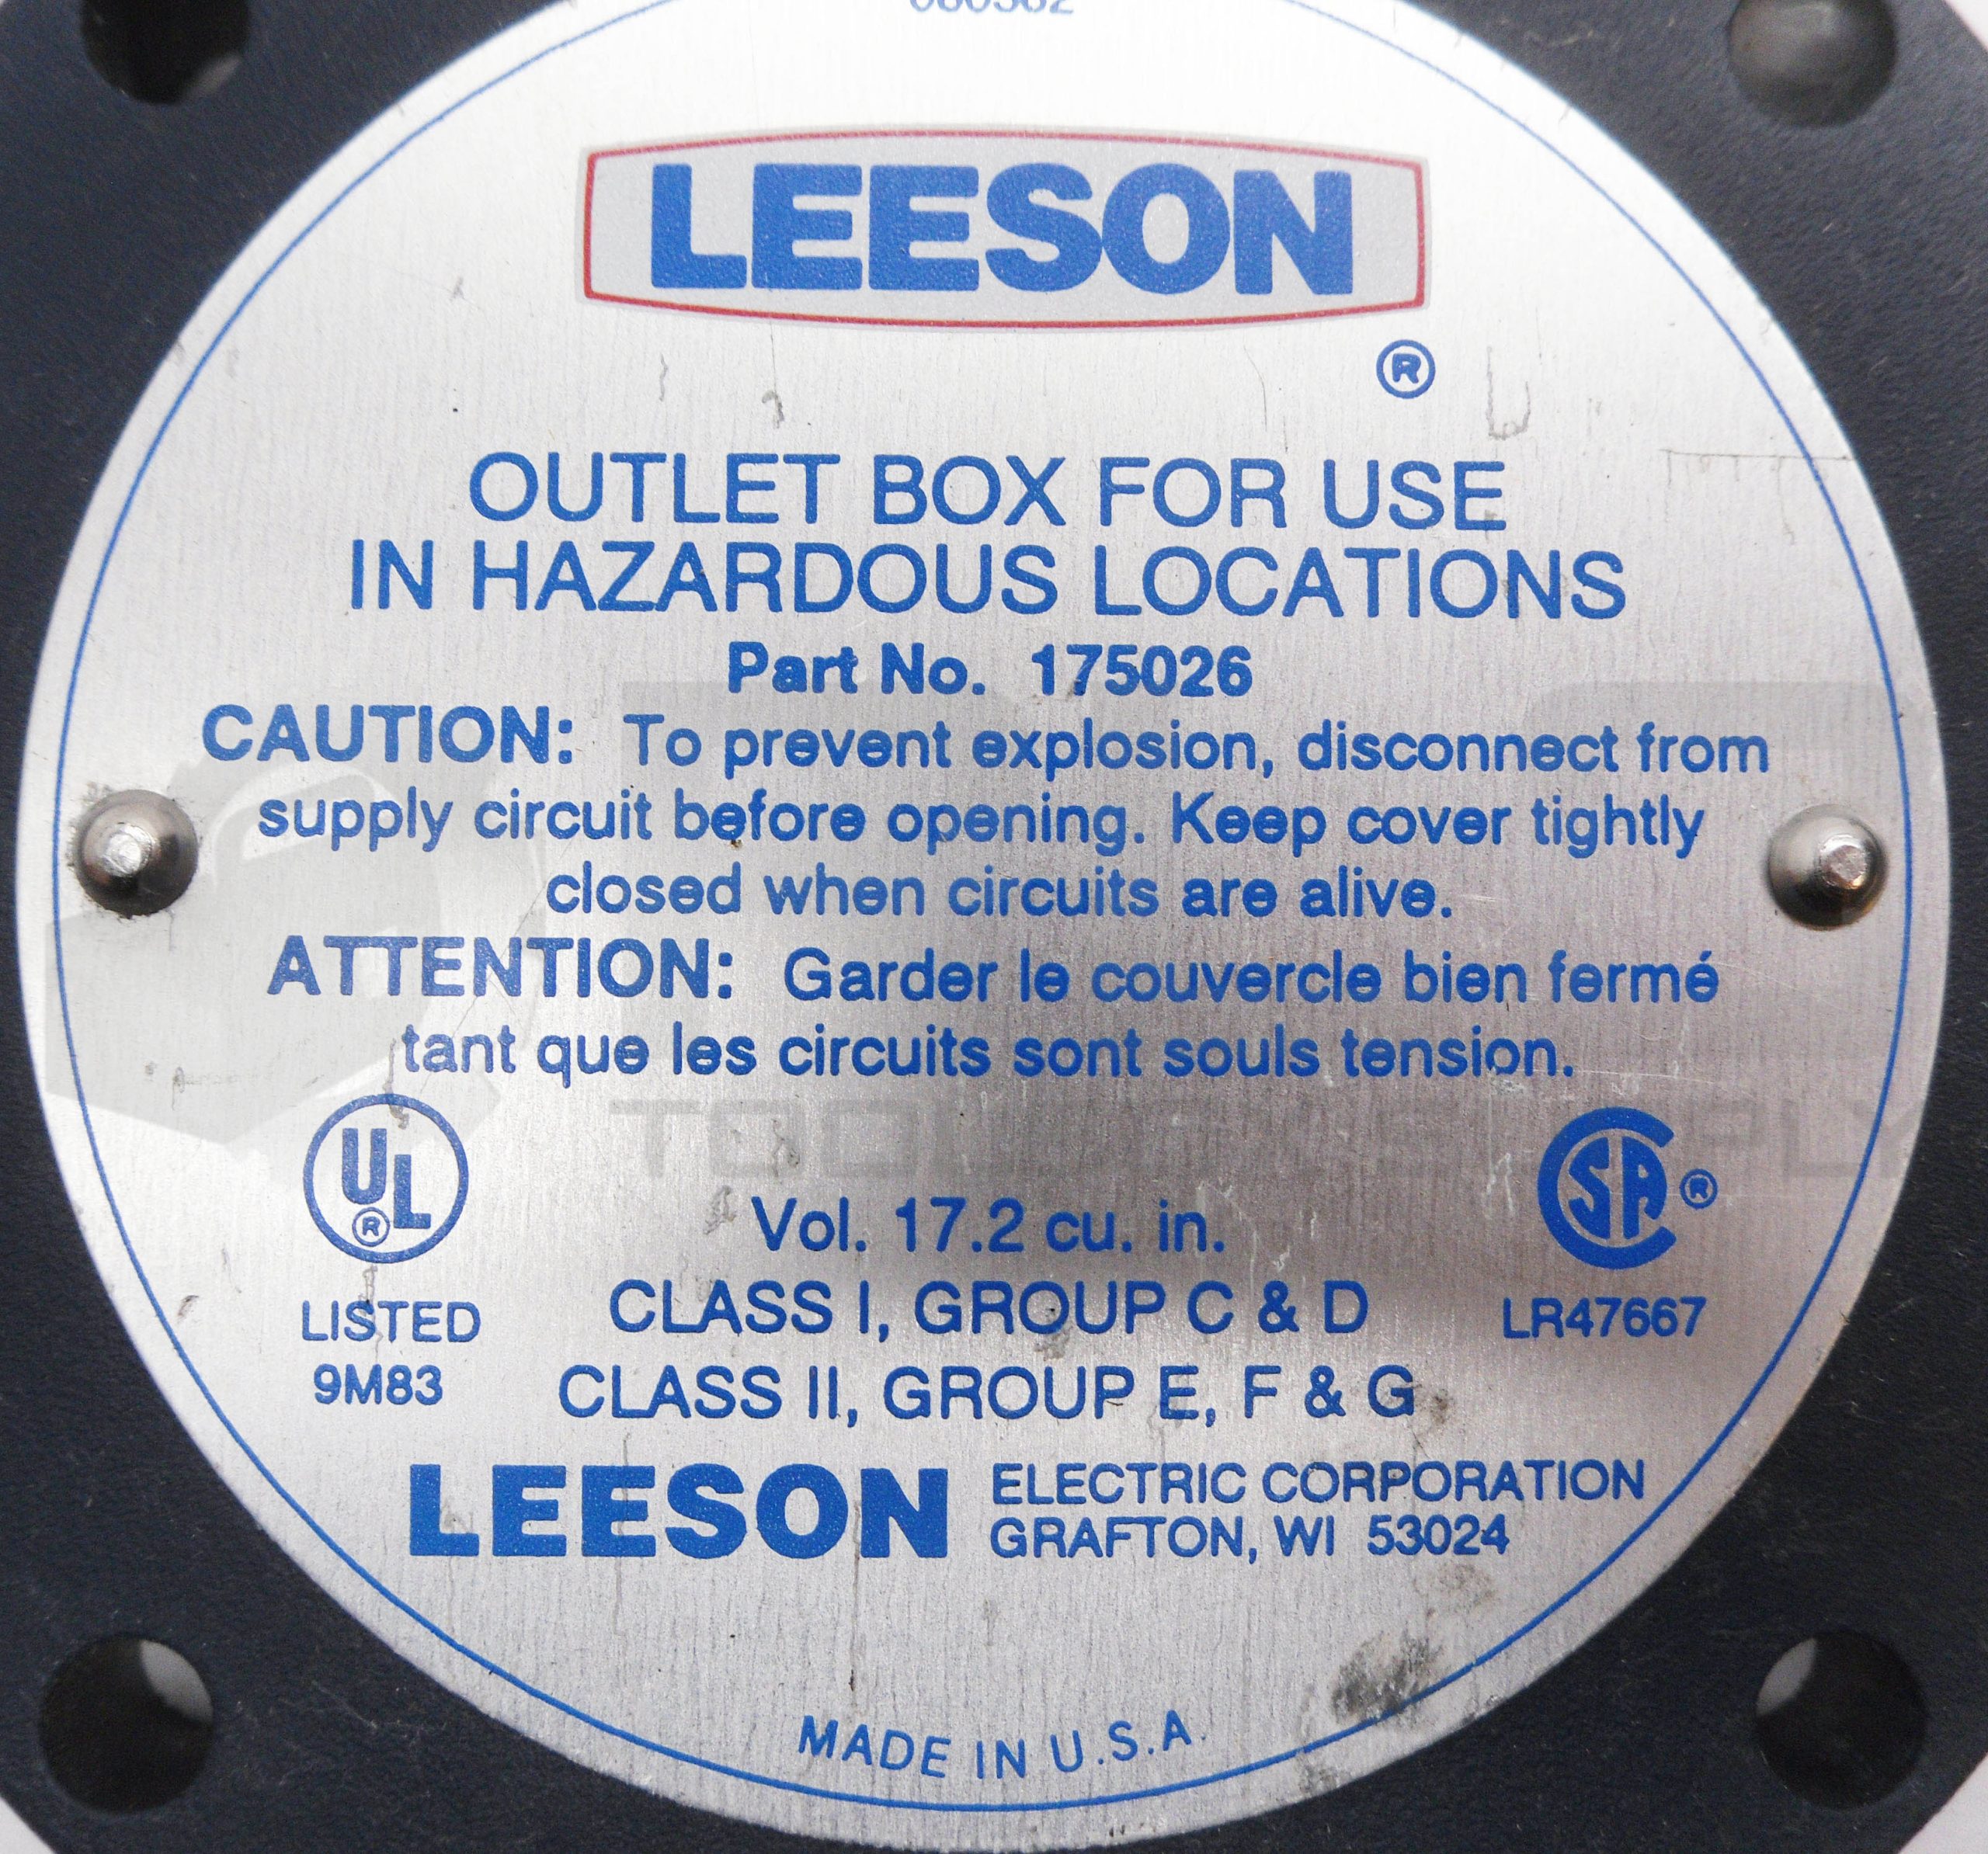 LEESON
®
OUTLET BOX FOR USE
IN HAZARDOUS LOCATIONS
Part No. 175026
CAUTION: To prevent explosion, disconnect from
supply circuit before opening. Keep cover tightly
closed when circuits are alive.
ATTENTION: Garder le couvercle bien fermé
tant que les circuits sont souls tension.
UL
®
LISTED
9M83
Vol. 17.2 cu. in.
CLASS I, GROUP C & D
CLASS II, GROUP E, F & G
CSA ®
LR47667
LEESON ELECTRIC CORPORATION
GRAFTON, WI 53024
MADE IN U.S.A.